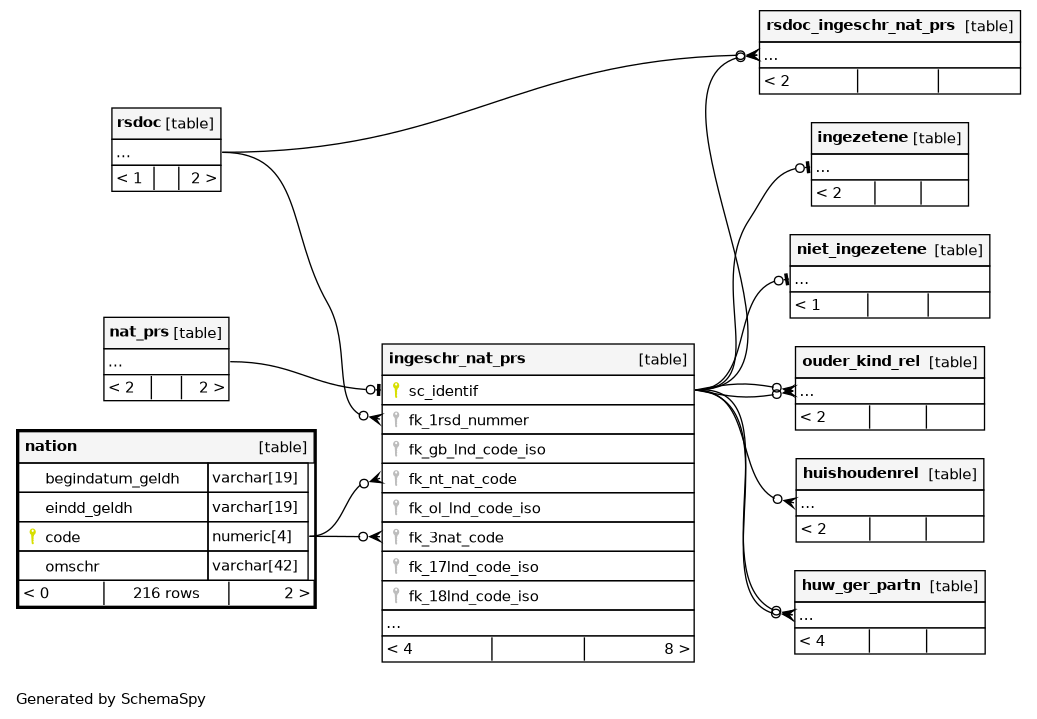 rsdoc_ingeschr_nat_prs [table]
...
< 2
rsdoc [table]
...
< 1 2 >
ingezetene [table]
...
< 2
niet_ingezetene [table]
...
< 1
nat_prs [table]
...
< 2 2 >
ingeschr_nat_prs [table]
sc_identif
fk_1rsd_nummer
fk_gb_lnd_code_iso
fk_nt_nat_code
fk_ol_lnd_code_iso
fk_3nat_code
fk_17lnd_code_iso
fk_18lnd_code_iso
...
< 4 8 >
ouder_kind_rel [table]
...
< 2
nation [table]
begindatum_geldh varchar[19]
eindd_geldh varchar[19]
code numeric[4]
omschr varchar[42]
< 0 216 rows 2 >
huishoudenrel [table]
...
< 2
huw_ger_partn [table]
...
< 4
Generated by SchemaSpy